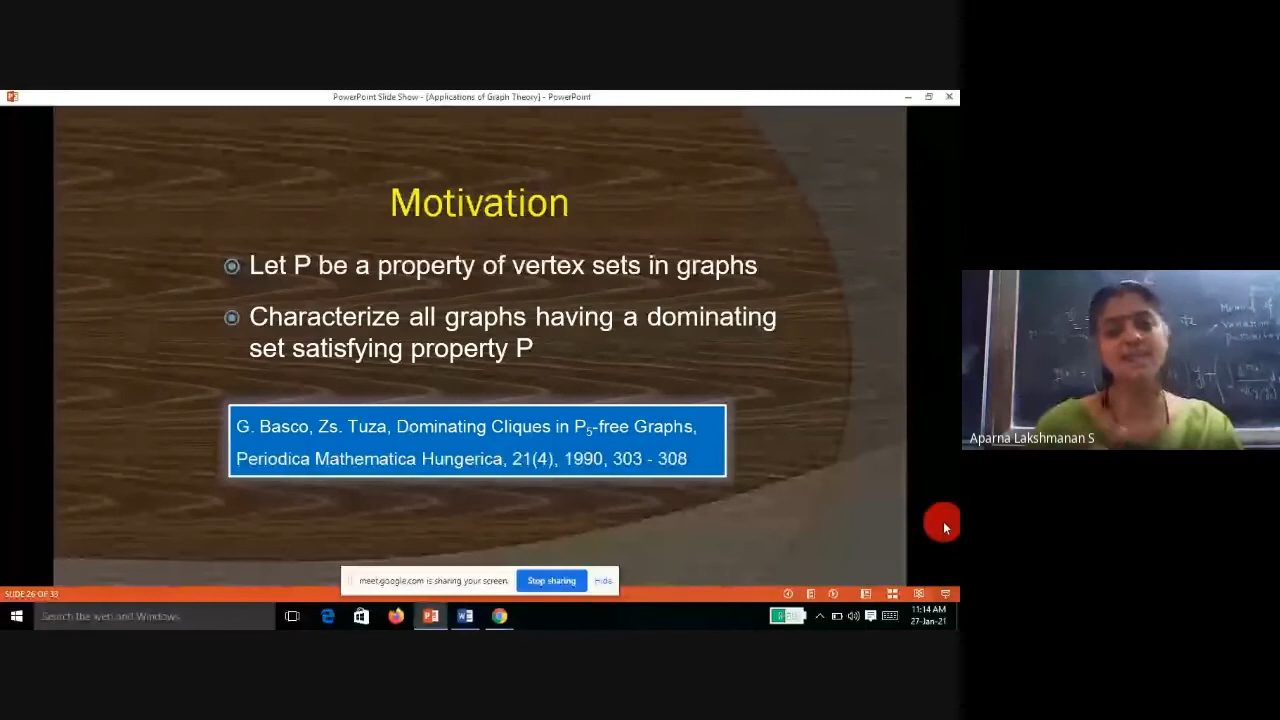 PowerPoint Slide Show - [Applications of Graph Theory] - PowerPoint
Motivation
Let P be a property of vertex sets in graphs
Characterize all graphs having a dominating
set satisfying property P
G. Basco, Zs. Tuza, Dominating Cliques in P₅-free Graphs,
Periodica Mathematica Hungerica, 21(4), 1990, 303 - 308
Aparna Lakshmanan S
meet.google.com is sharing your screen.
Stop sharing
Hide
SLIDE 26 OF 33
Search the web and Windows
11:14 AM
27-Jan-21